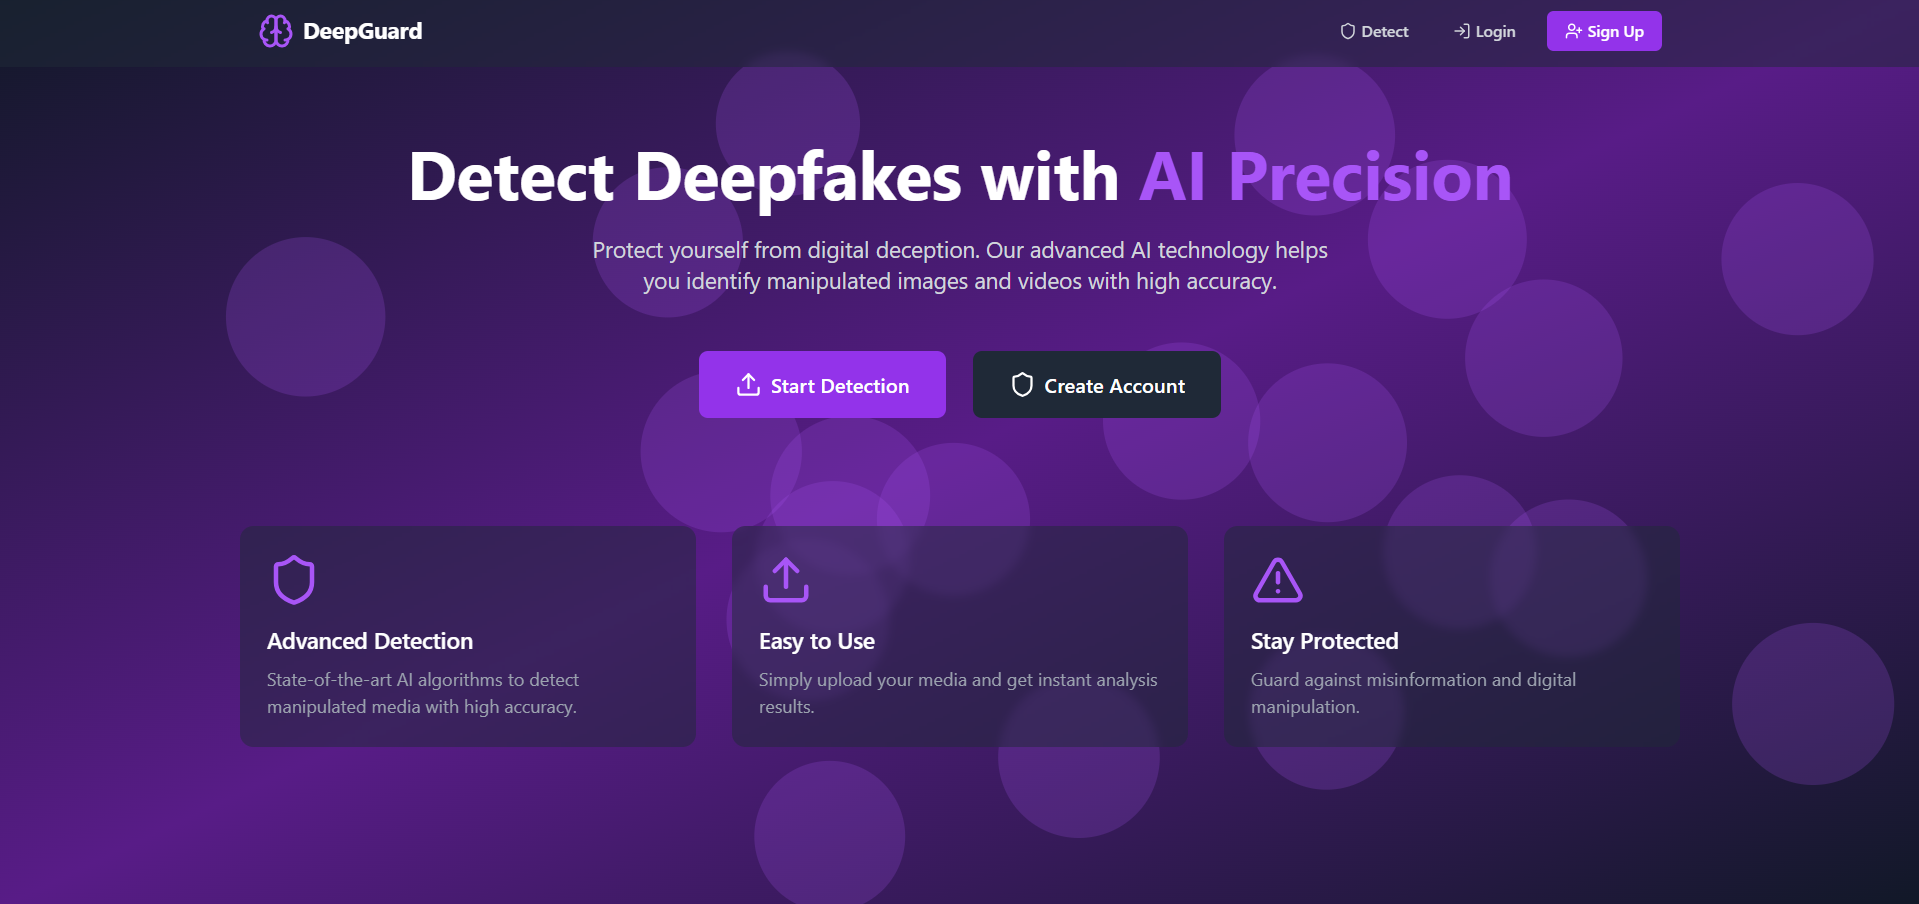 DeepGuard
Detect
Login
Sign Up
Detect Deepfakes with AI Precision
Protect yourself from digital deception. Our advanced AI technology helps
you identify manipulated images and videos with high accuracy.
Start Detection
Create Account
Advanced Detection
State-of-the-art AI algorithms to detect
manipulated media with high accuracy.
Easy to Use
Simply upload your media and get instant analysis
results.
Stay Protected
Guard against misinformation and digital
manipulation.